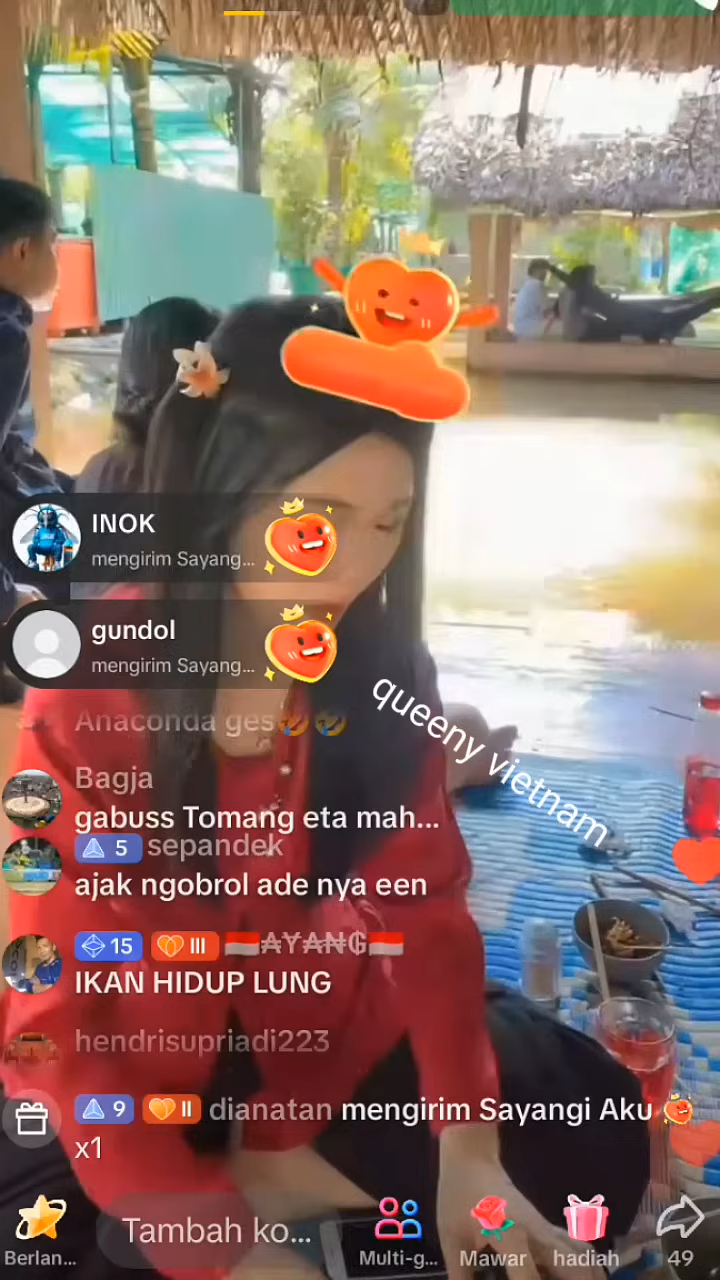 INOK
mengirim Sayang...
gundol
mengirim Sayang...
Anaconda ges🤣🤣
queeny vietnam
Bagja
gabuss Tomang eta mah...
5 sepandek
ajak ngobrol ade nya een
15 III 🇮🇩₳Ɏ₳₦₲🇮🇩
IKAN HIDUP LUNG
hendrisupriadi223
9 II dianatan mengirim Sayangi Aku
x1
Berlan...
Tambah ko...
Multi-g...
Mawar
hadiah
49